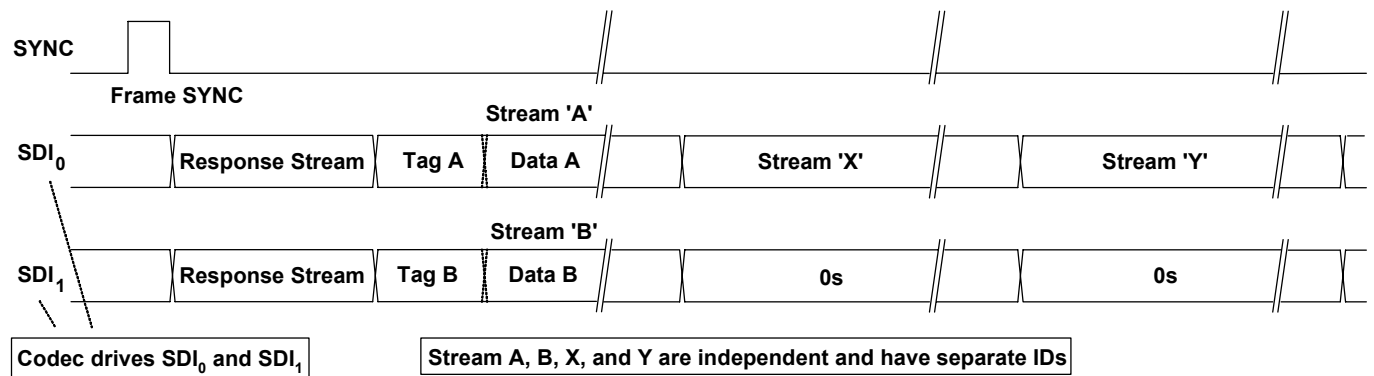 SYNC
Frame SYNC
Stream 'A'
SDI0 Response Stream Tag A Data A Stream 'X' Stream 'Y'
Stream 'B'
SDI1 Response Stream Tag B Data B 0s 0s
Codec drives SDI0 and SDI1
Stream A, B, X, and Y are independent and have separate IDs